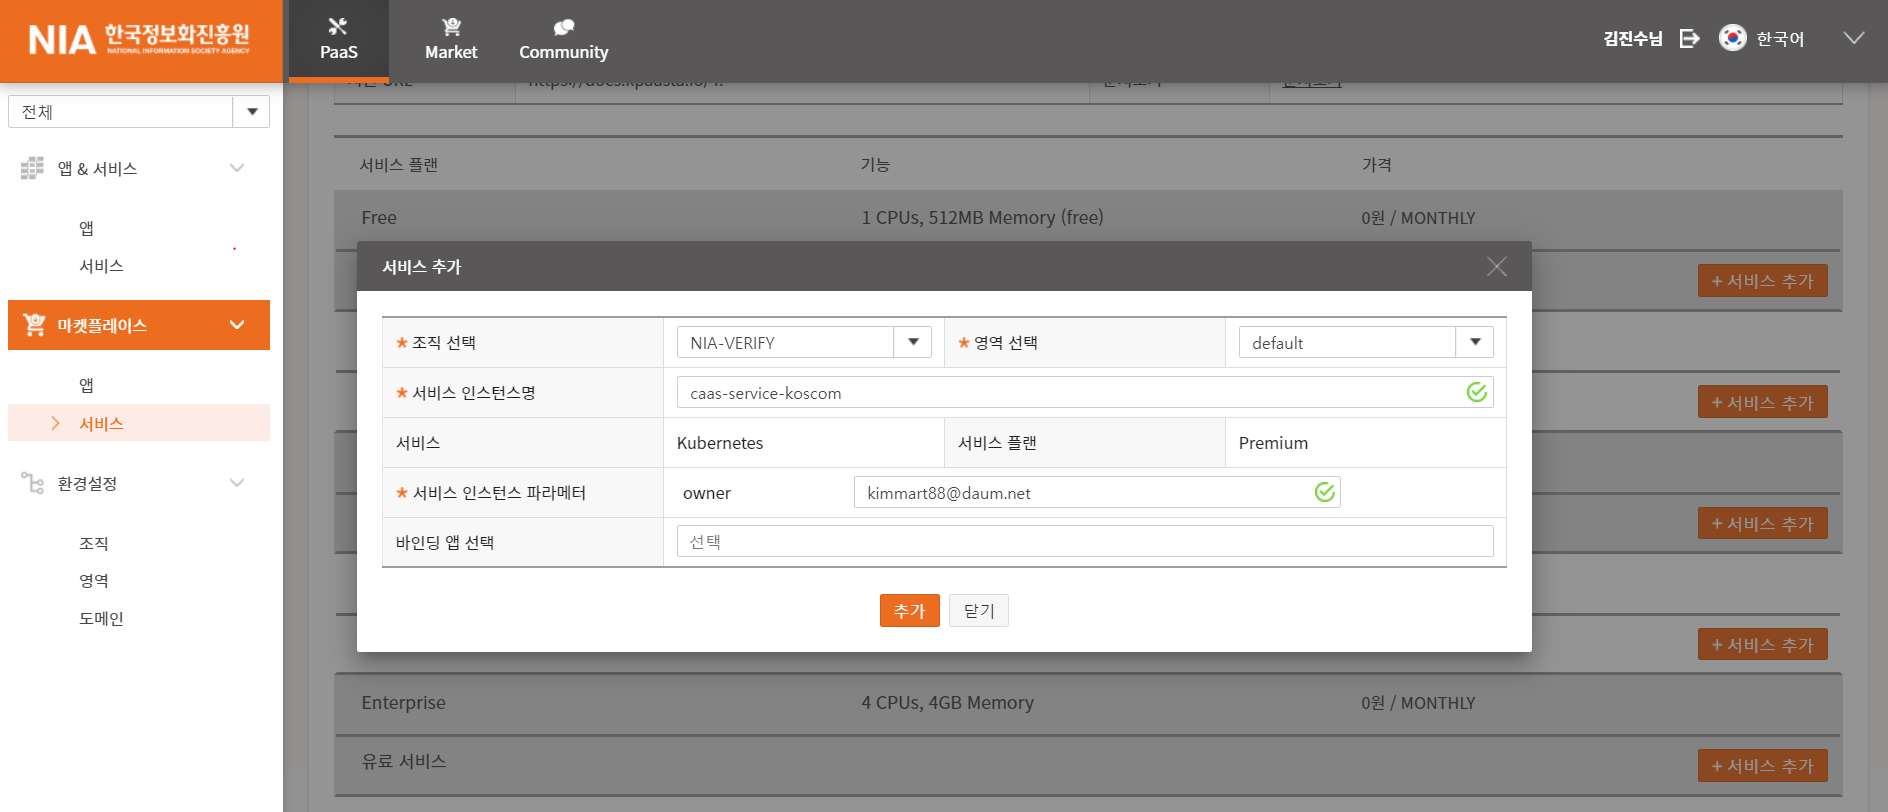 NIA 한국정보화진흥원
NATIONAL INFORMATION SOCIETY AGENCY
PaaS
Market
Community
김진수님
한국어
전체
앱 & 서비스
앱
서비스
마켓플레이스
앱
서비스
환경설정
조직
영역
도메인
서비스 플랜 기능 가격
Free 1 CPUs, 512MB Memory (free) 0원 / MONTHLY
+ 서비스 추가
+ 서비스 추가
+ 서비스 추가
+ 서비스 추가
서비스 추가
* 조직 선택 NIA-VERIFY * 영역 선택 default
* 서비스 인스턴스명 caas-service-koscom
서비스 Kubernetes 서비스 플랜 Premium
* 서비스 인스턴스 파라메터 owner kimmart88@daum.net
바인딩 앱 선택 선택
추가 닫기
Enterprise 4 CPUs, 4GB Memory 0원 / MONTHLY
유료 서비스 + 서비스 추가